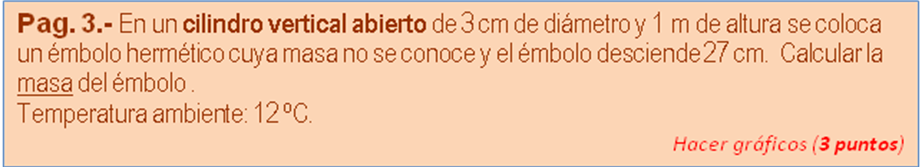 Pag. 3.- En un cilindro vertical abierto de 3 cm de diámetro y 1 m de altura se coloca
un émbolo hermético cuya masa no se conoce y el émbolo desciende 27 cm. Calcular la
masa del émbolo .
Temperatura ambiente: 12 ºC.
Hacer gráficos (3 puntos)